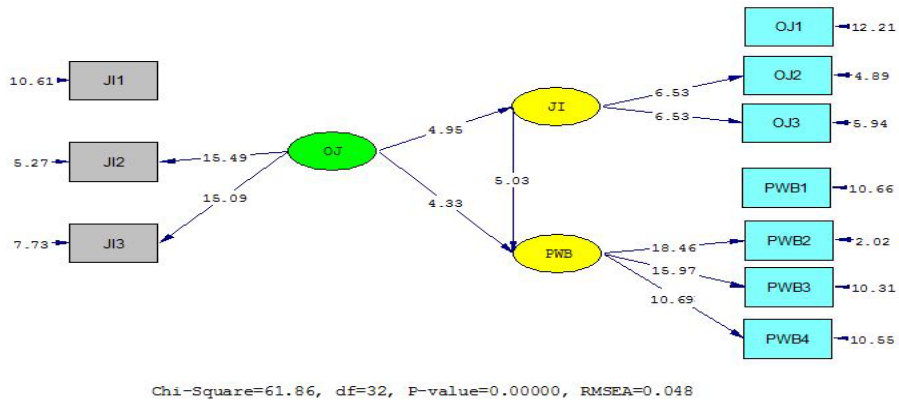 OJ1
12.21
10.61
JI1
OJ2
4.89
JI
6.53
4.95
6.53
OJ3
5.94
5.27
JI2
15.49
OJ
15.09
5.03
4.33
PWB1
10.66
7.73
JI3
PWB
18.46
PWB2
2.02
15.97
PWB3
10.31
10.69
PWB4
10.55
Chi-Square=61.86, df=32, P-value=0.00000, RMSEA=0.048